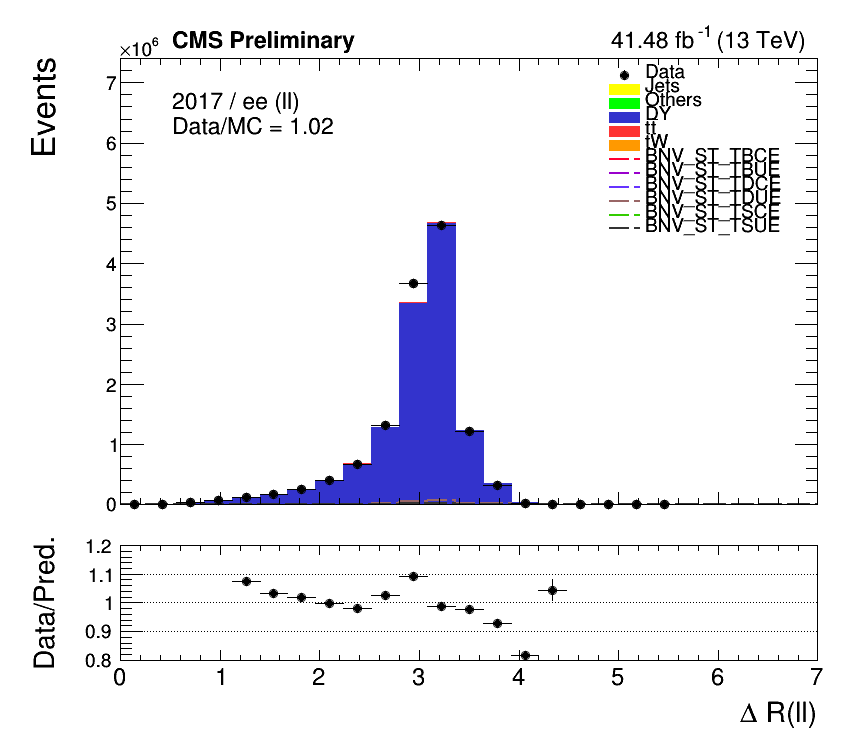 ×10⁶ CMS Preliminary 41.48 fb⁻¹ (13 TeV)
Events
2017 / ee (ll)
Data/MC = 1.02
Data
Jets
Others
DY
tt
tW
BNV_ST_TBCE
BNV_ST_TBUE
BNV_ST_TDCE
BNV_ST_TDUE
BNV_ST_TSCE
BNV_ST_TSUE
7
6
5
4
3
2
1
0
Data/Pred.
1.2
1.1
1
0.9
0.8
0 1 2 3 4 5 6 7
Δ R(ll)